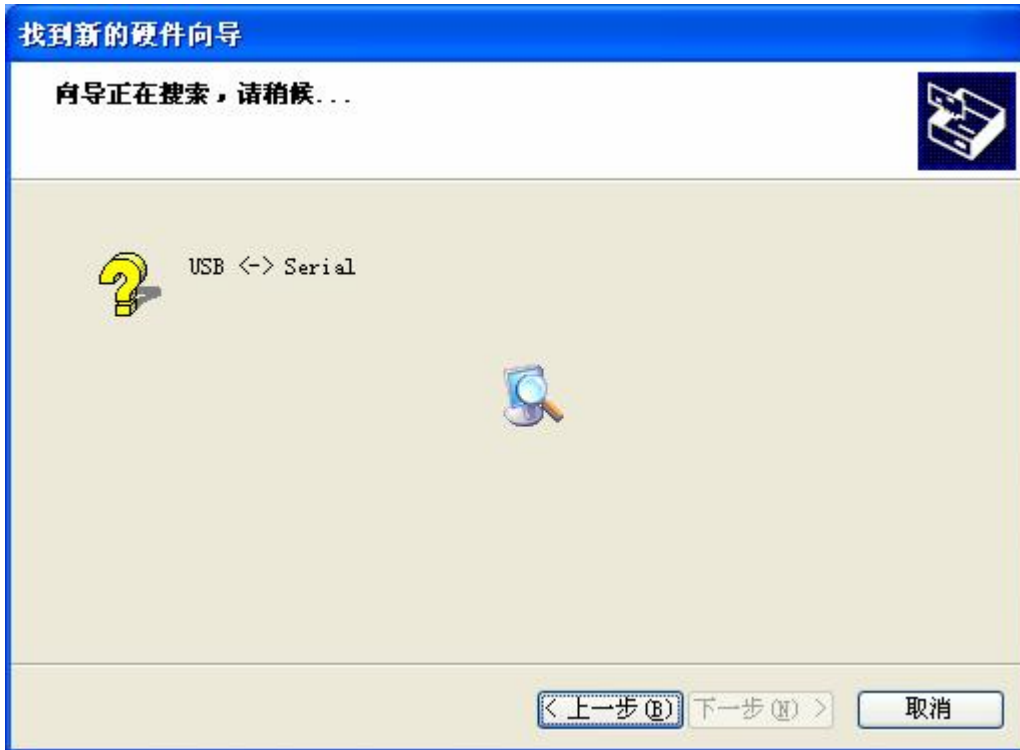 找到新的硬件向导
向导正在搜索，请稍候...
USB <-> Serial
< 上一步(B) 下一步(N) > 取消